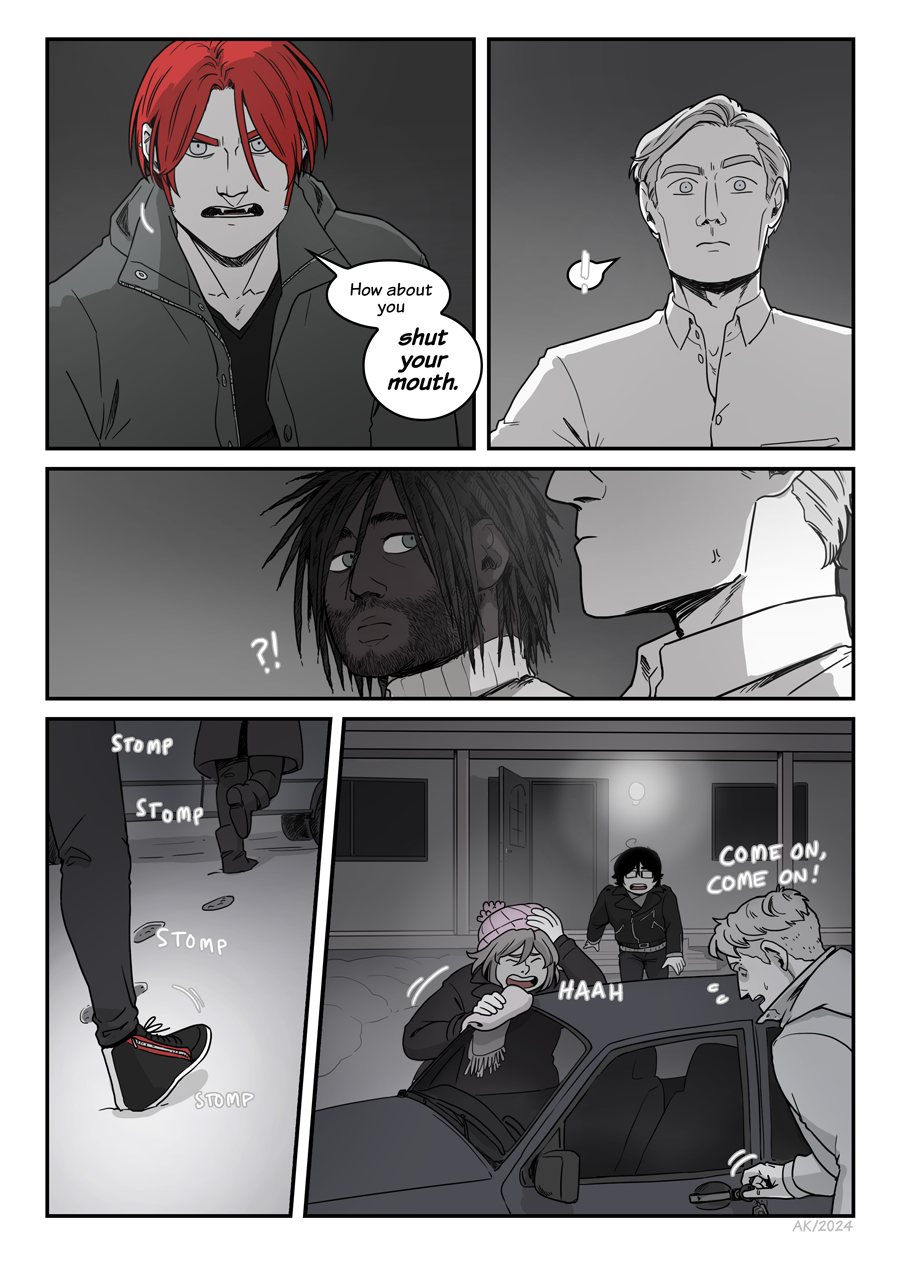 How about
you
shut
your
mouth.
!
?!
STOMP
STOMP
STOMP
STOMP
COME ON,
COME ON!
HAAH
AK/2024